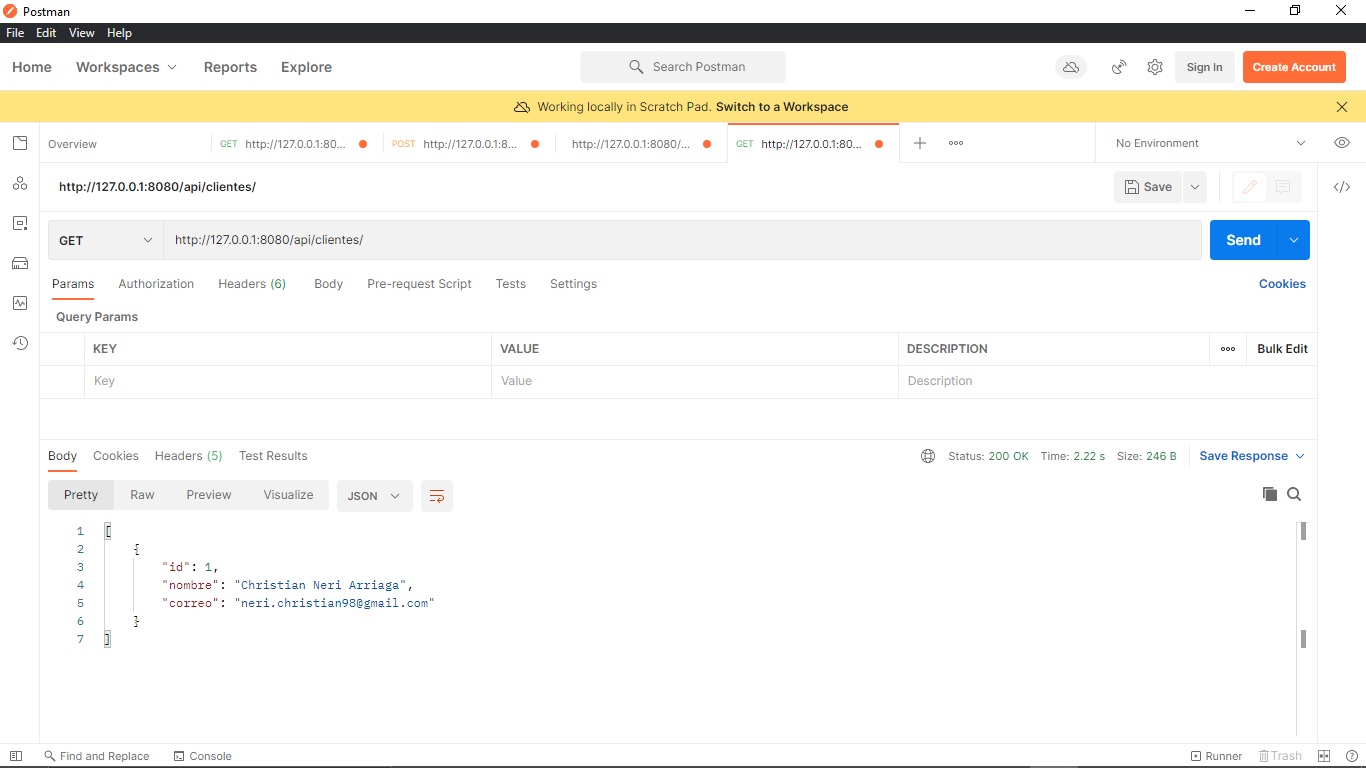 Postman
File Edit View Help
Home Workspaces Reports Explore Search Postman Sign In Create Account
Working locally in Scratch Pad. Switch to a Workspace
Overview GET http://127.0.0.1:80... POST http://127.0.0.1:8... http://127.0.0.1:8080/... GET http://127.0.0.1:80... No Environment
http://127.0.0.1:8080/api/clientes/ Save
GET http://127.0.0.1:8080/api/clientes/ Send
Params Authorization Headers (6) Body Pre-request Script Tests Settings Cookies
Query Params
KEY VALUE DESCRIPTION Bulk Edit
Key Value Description
Body Cookies Headers (5) Test Results Status: 200 OK Time: 2.22 s Size: 246 B Save Response
Pretty Raw Preview Visualize JSON
1 [
2 {
3 "id": 1,
4 "nombre": "Christian Neri Arriaga",
5 "correo": "neri.christian98@gmail.com"
6 }
7 ]
Find and Replace Console Runner Trash